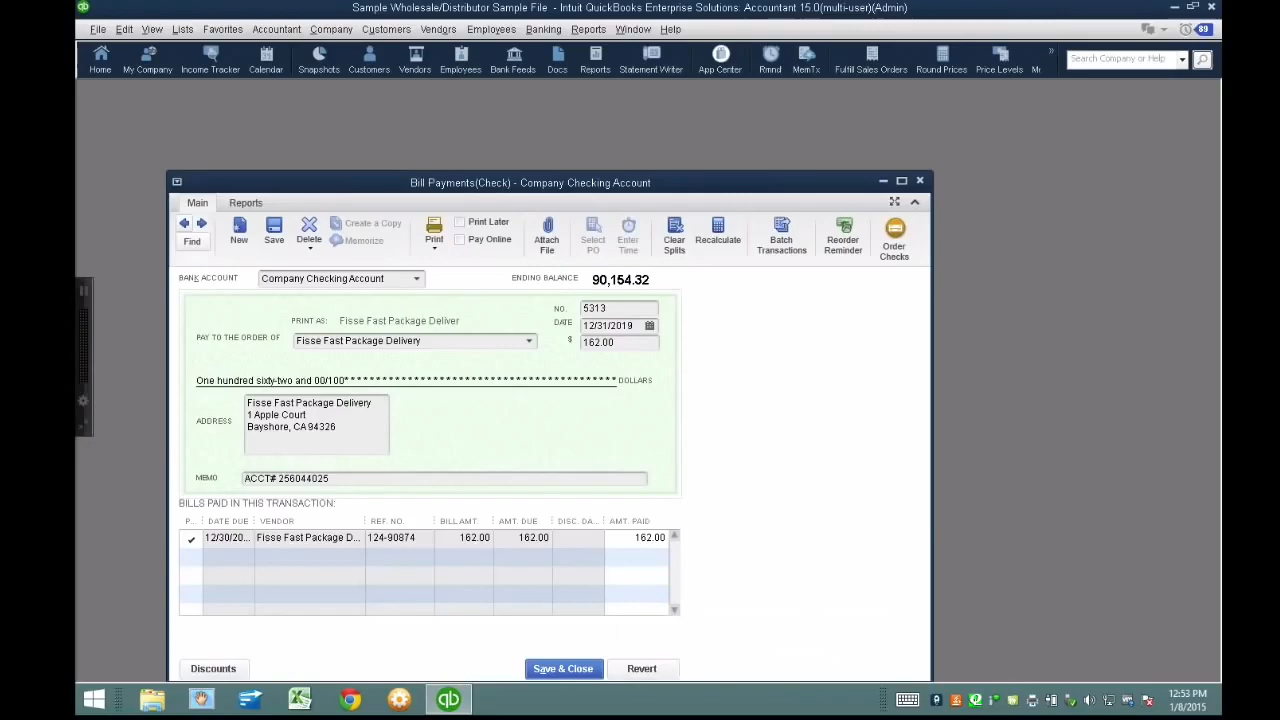 Sample Wholesale/Distributor Sample File - Intuit QuickBooks Enterprise Solutions: Accountant 15.0(multi-user)(Admin)
File Edit View Lists Favorites Accountant Company Customers Vendors Employees Banking Reports Window Help 89
Home My Company Income Tracker Calendar Snapshots Customers Vendors Employees Bank Feeds Docs Reports Statement Writer App Center Rmnd MemTx Fulfill Sales Orders Round Prices Price Levels Search Company or Help
Bill Payments(Check) - Company Checking Account
Main Reports
Find New Save Delete Create a Copy Memorize Print Print Later Pay Online Attach File Select PO Enter Time Clear Splits Recalculate Batch Transactions Reorder Reminder Order Checks
BANK ACCOUNT Company Checking Account ENDING BALANCE 90,154.32
NO. 5313
PRINT AS: Fisse Fast Package Deliver DATE 12/31/2019
PAY TO THE ORDER OF Fisse Fast Package Delivery $ 162.00
One hundred sixty-two and 00/100* * * * * * * * * * * * * * * * * * * * * * * * * * * * * * * * * * * * * * * * * * DOLLARS
Fisse Fast Package Delivery
ADDRESS 1 Apple Court
Bayshore, CA 94326
MEMO ACCT# 256044025
BILLS PAID IN THIS TRANSACTION:
P... DATE DUE VENDOR REF. NO. BILL AMT. AMT. DUE DISC. DA... AMT. PAID
✓ 12/30/20... Fisse Fast Package D... 124-90874 162.00 162.00 162.00
Discounts Save & Close Revert
12:53 PM
1/8/2015